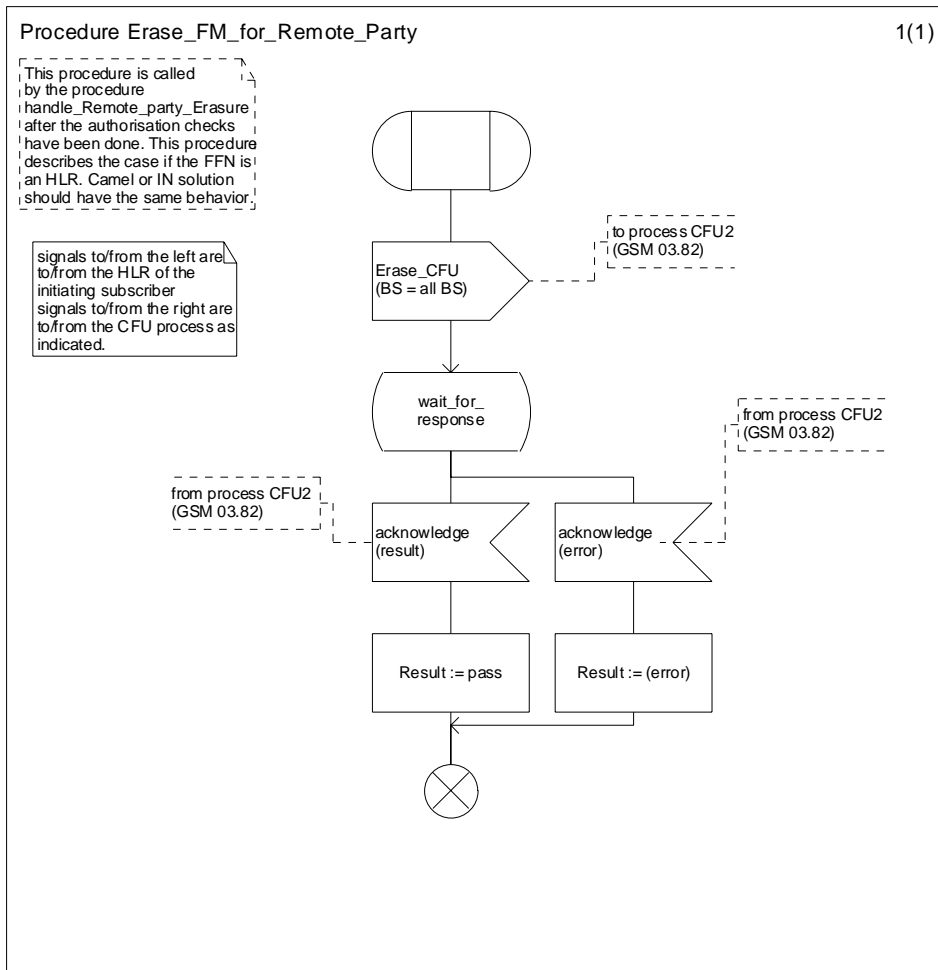 Procedure Erase_FM_for_Remote_Party
1(1)
This procedure is called
by the procedure
handle_Remote_party_Erasure
after the authorisation checks
have been done. This procedure
describes the case if the FFN is
an HLR. Camel or IN solution
should have the same behavior.
signals to/from the left are
to/from the HLR of the
initiating subscriber
signals to/from the right are
to/from the CFU process as
indicated.
Erase_CFU
(BS = all BS)
to process CFU2
(GSM 03.82)
wait_for_
response
from process CFU2
(GSM 03.82)
from process CFU2
(GSM 03.82)
acknowledge
(result)
acknowledge
(error)
Result := pass
Result := (error)